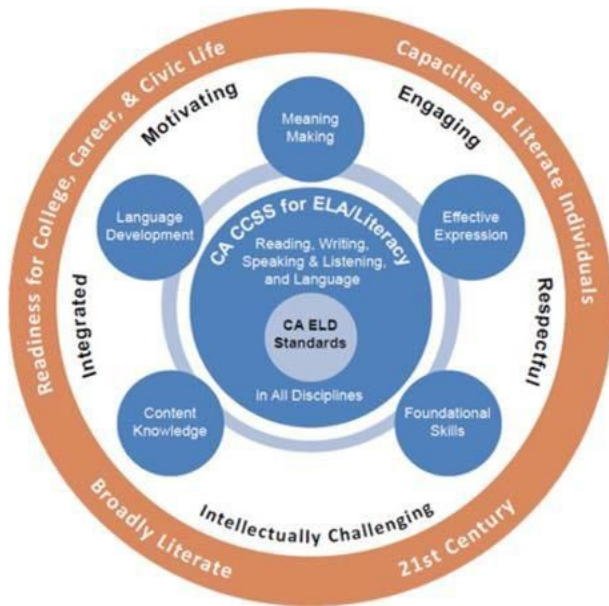 Readiness for College, Career, & Civic Life
Capacities of Literate Individuals
Broadly Literate
21st Century
Motivating
Engaging
Integrated
Respectful
Intellectually Challenging
Meaning
Making
Language
Development
Effective
Expression
Content
Knowledge
Foundational
Skills
CA CCSS for ELA/Literacy
Reading, Writing,
Speaking & Listening,
and Language
CA ELD
Standards
in All Disciplines